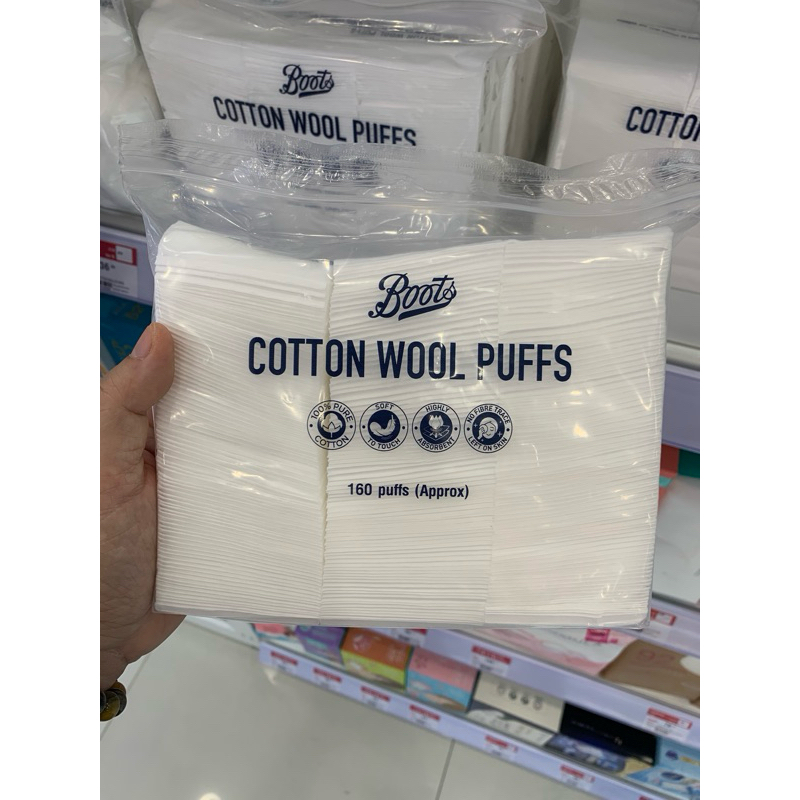 Boots
COTTON WOOL PUFFS
COTTON
Boots
COTTON WOOL PUFFS
100% PURE COTTON
SOFT TO TOUCH
HIGHLY ABSORBENT
NO FIBRE TRACE LEFT ON SKIN
160 puffs (Approx)